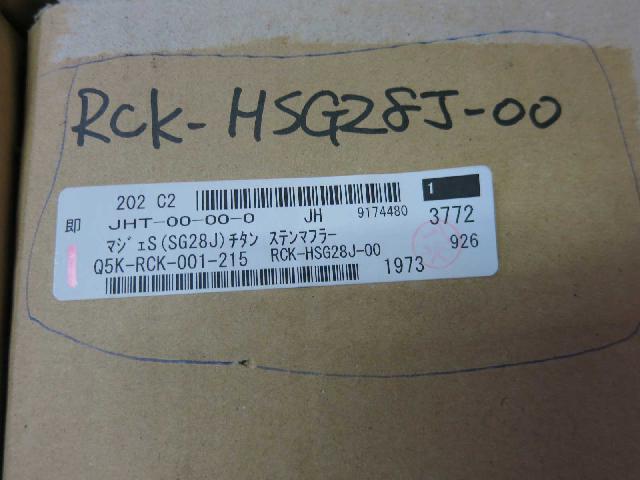 RCK-HSG28J-00
202 C2
1
即 JHT-00-00-0 JH 9174480 3772
マジェS(SG28J)チタン ステンマフラー 926
Q5K-RCK-001-215 RCK-HSG28J-00 1973